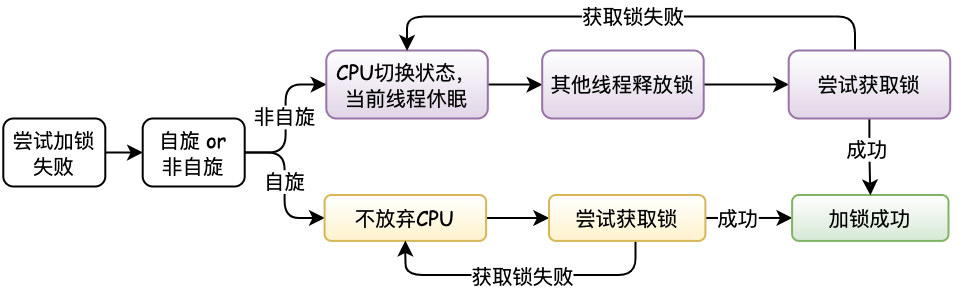 获取锁失败
CPU切换状态，
当前线程休眠
其他线程释放锁
尝试获取锁
非自旋
尝试加锁
失败
自旋 or
非自旋
成功
自旋
不放弃CPU
尝试获取锁
成功
加锁成功
获取锁失败